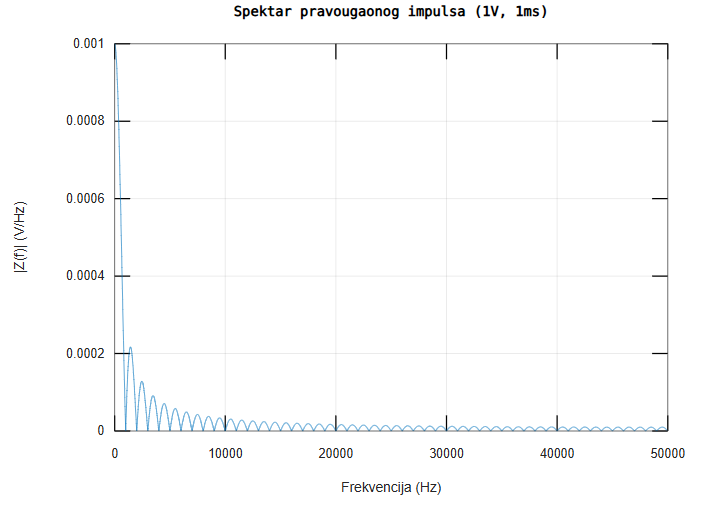 Spektar pravougaonog impulsa (1V, 1ms)
0.001
0.0008
0.0006
0.0004
0.0002
0
|Z(f)| (V/Hz)
0 10000 20000 30000 40000 50000
Frekvencija (Hz)